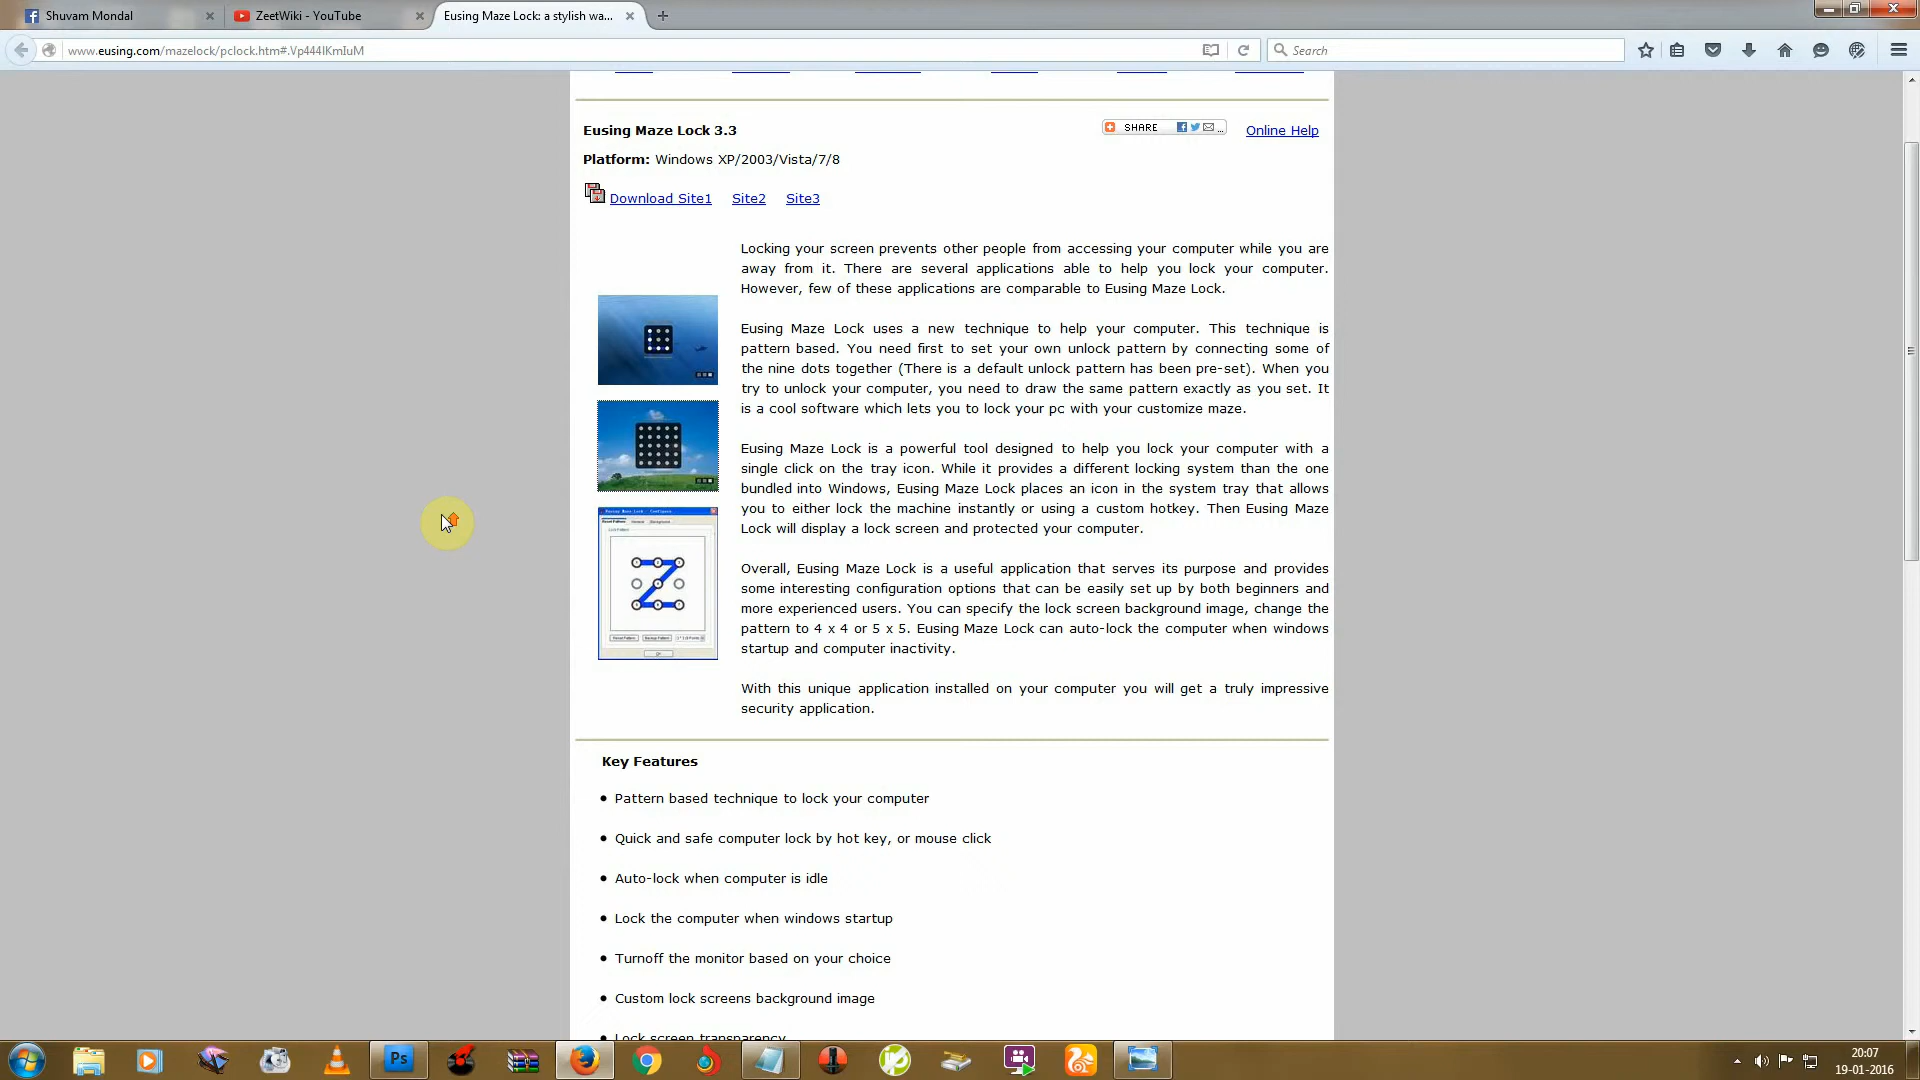 Shuvam Mondal
ZeetWiki - YouTube
Eusing Maze Lock: a stylish wa...
www.eusing.com/mazelock/pclock.htm#.Vp444lKmIuM
Search
Eusing Maze Lock 3.3
SHARE
...
Online Help
Platform: Windows XP/2003/Vista/7/8
Download Site1 Site2 Site3
Locking your screen prevents other people from accessing your computer while you are
away from it. There are several applications able to help you lock your computer.
However, few of these applications are comparable to Eusing Maze Lock.
Eusing Maze Lock uses a new technique to help your computer. This technique is
pattern based. You need first to set your own unlock pattern by connecting some of
the nine dots together (There is a default unlock pattern has been pre-set). When you
try to unlock your computer, you need to draw the same pattern exactly as you set. It
is a cool software which lets you to lock your pc with your customize maze.
Eusing Maze Lock is a powerful tool designed to help you lock your computer with a
single click on the tray icon. While it provides a different locking system than the one
bundled into Windows, Eusing Maze Lock places an icon in the system tray that allows
you to either lock the machine instantly or using a custom hotkey. Then Eusing Maze
Lock will display a lock screen and protected your computer.
Overall, Eusing Maze Lock is a useful application that serves its purpose and provides
some interesting configuration options that can be easily set up by both beginners and
more experienced users. You can specify the lock screen background image, change the
pattern to 4 x 4 or 5 x 5. Eusing Maze Lock can auto-lock the computer when windows
startup and computer inactivity.
With this unique application installed on your computer you will get a truly impressive
security application.
Key Features
• Pattern based technique to lock your computer
• Quick and safe computer lock by hot key, or mouse click
• Auto-lock when computer is idle
• Lock the computer when windows startup
• Turnoff the monitor based on your choice
• Custom lock screens background image
• Lock screen transparency
Ps
20:07
19-01-2016